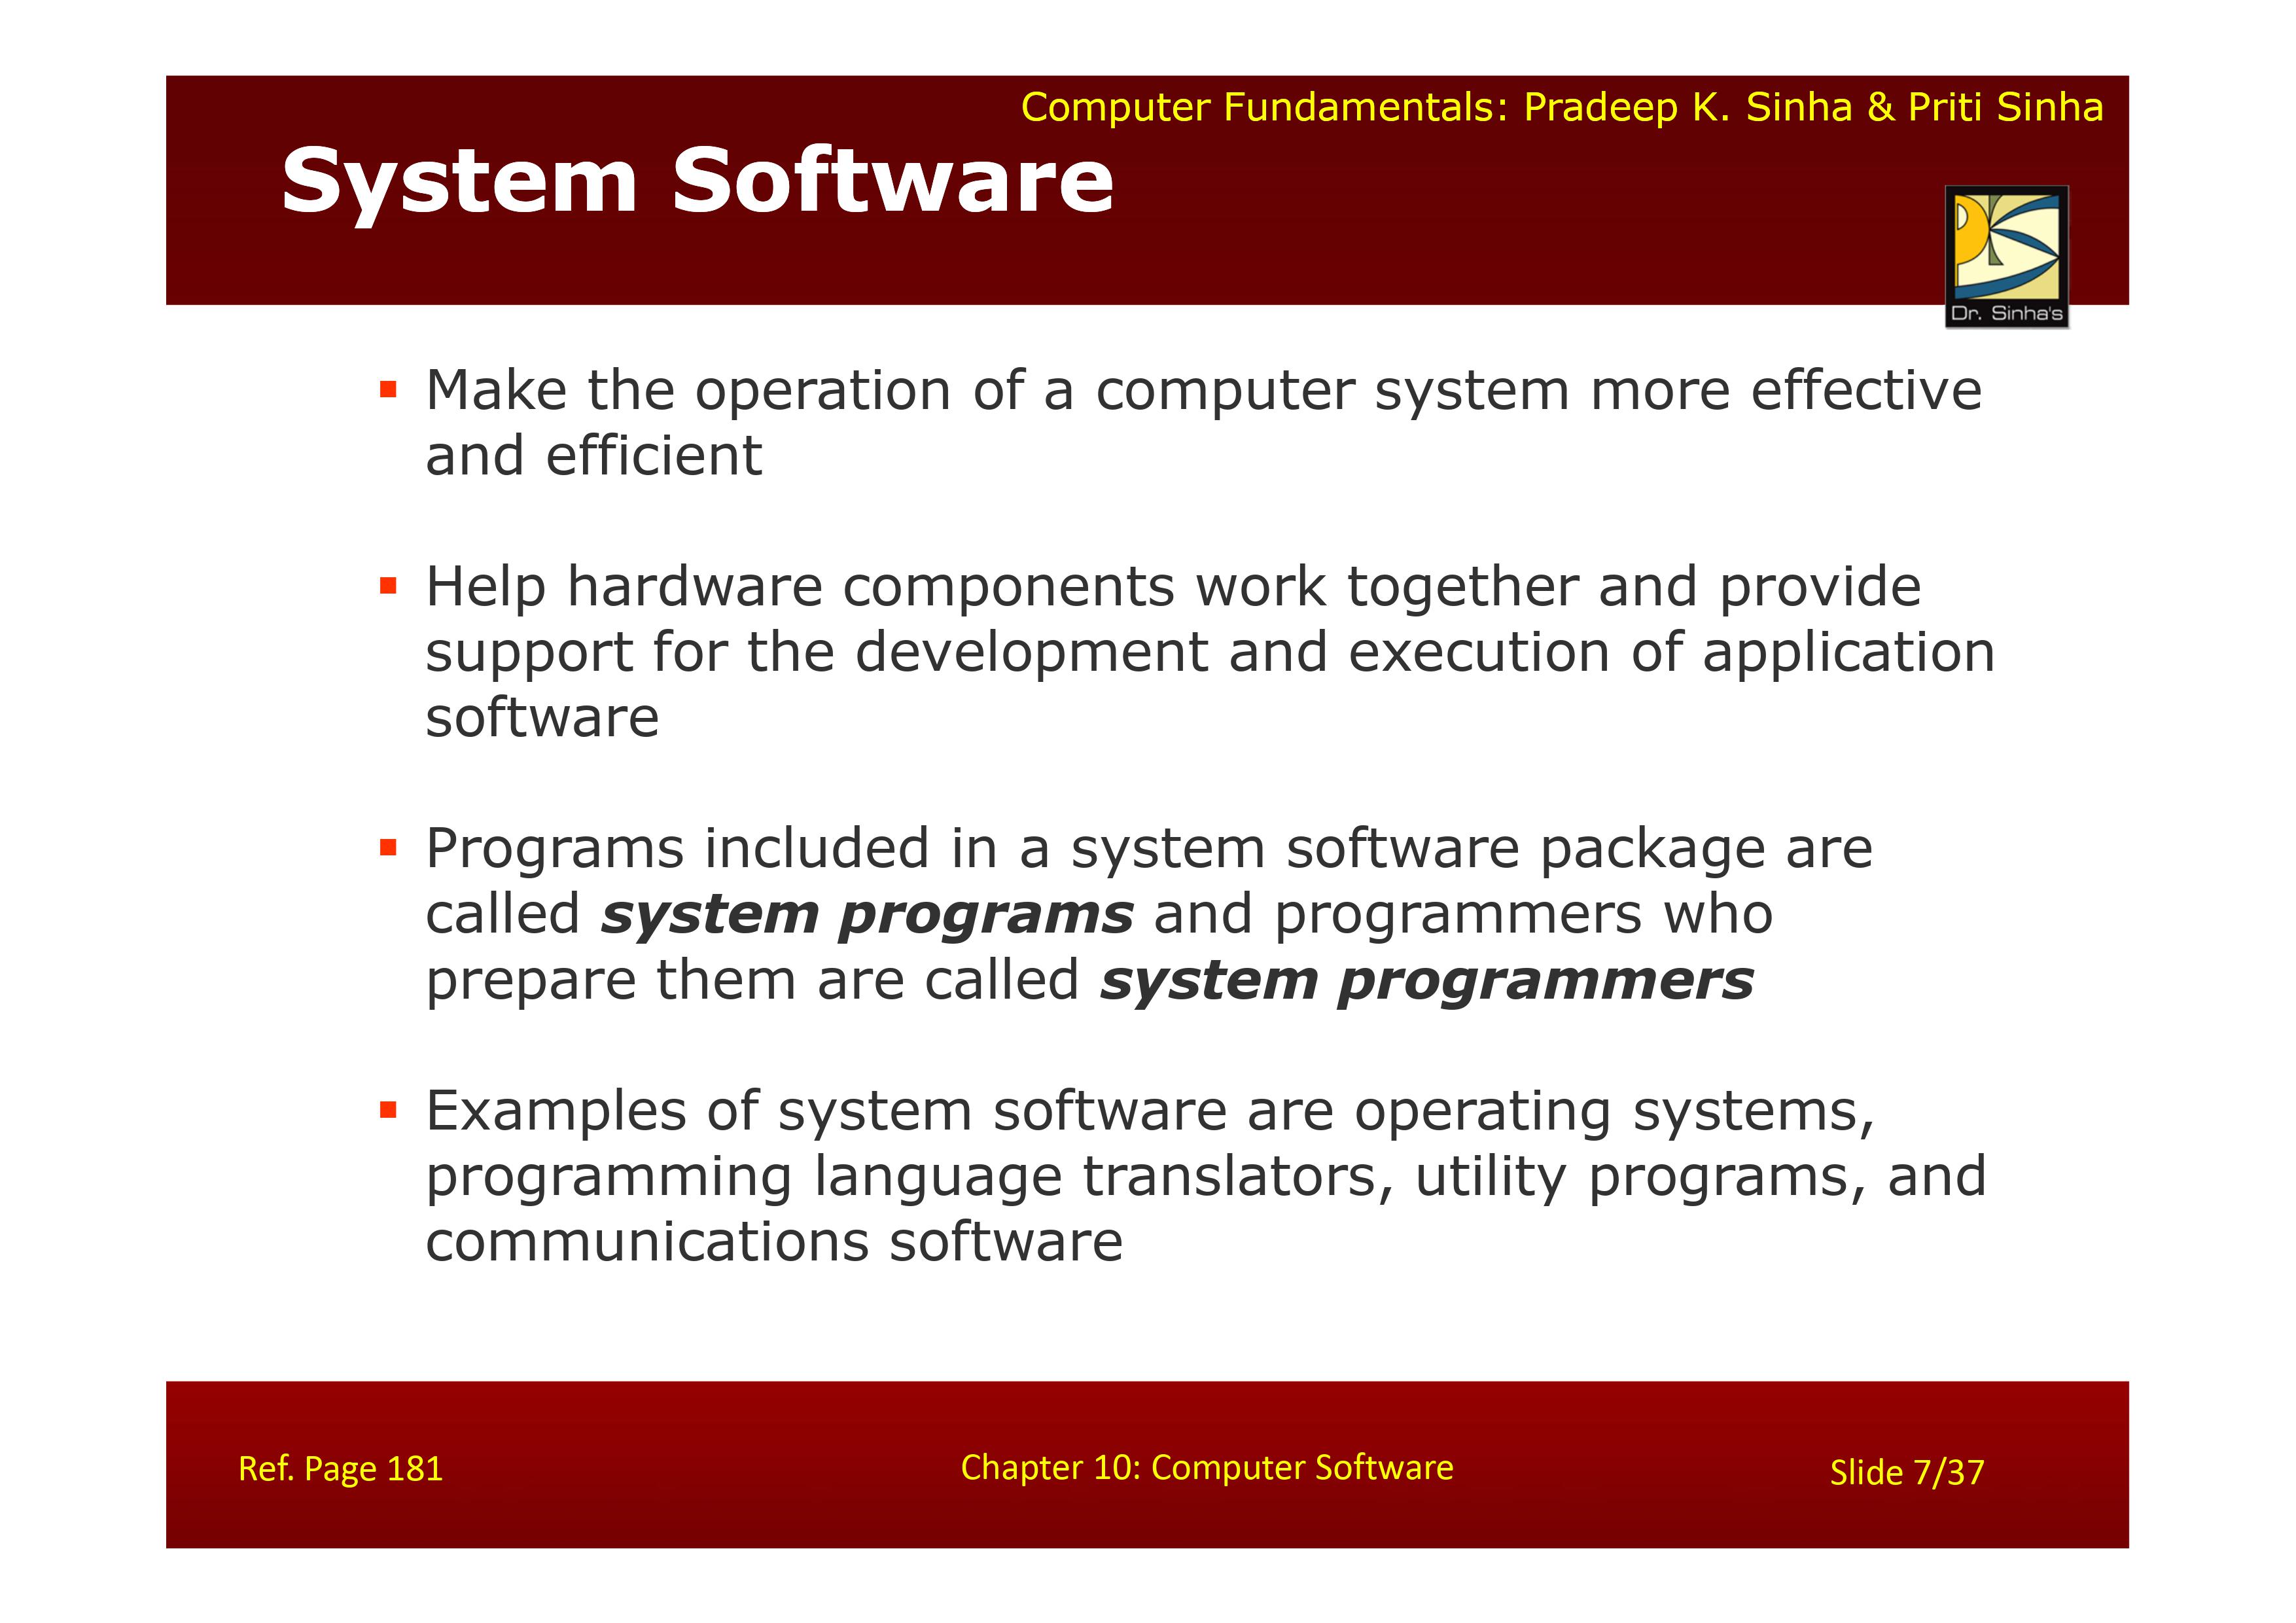 Computer Fundamentals: Pradeep K. Sinha & Priti Sinha
System Software
Dr. Sinha's
▪ Make the operation of a computer system more effective
and efficient
▪ Help hardware components work together and provide
support for the development and execution of application
software
▪ Programs included in a system software package are
called system programs and programmers who
prepare them are called system programmers
▪ Examples of system software are operating systems,
programming language translators, utility programs, and
communications software
Ref. Page 181
Chapter 10: Computer Software
Slide 7/37